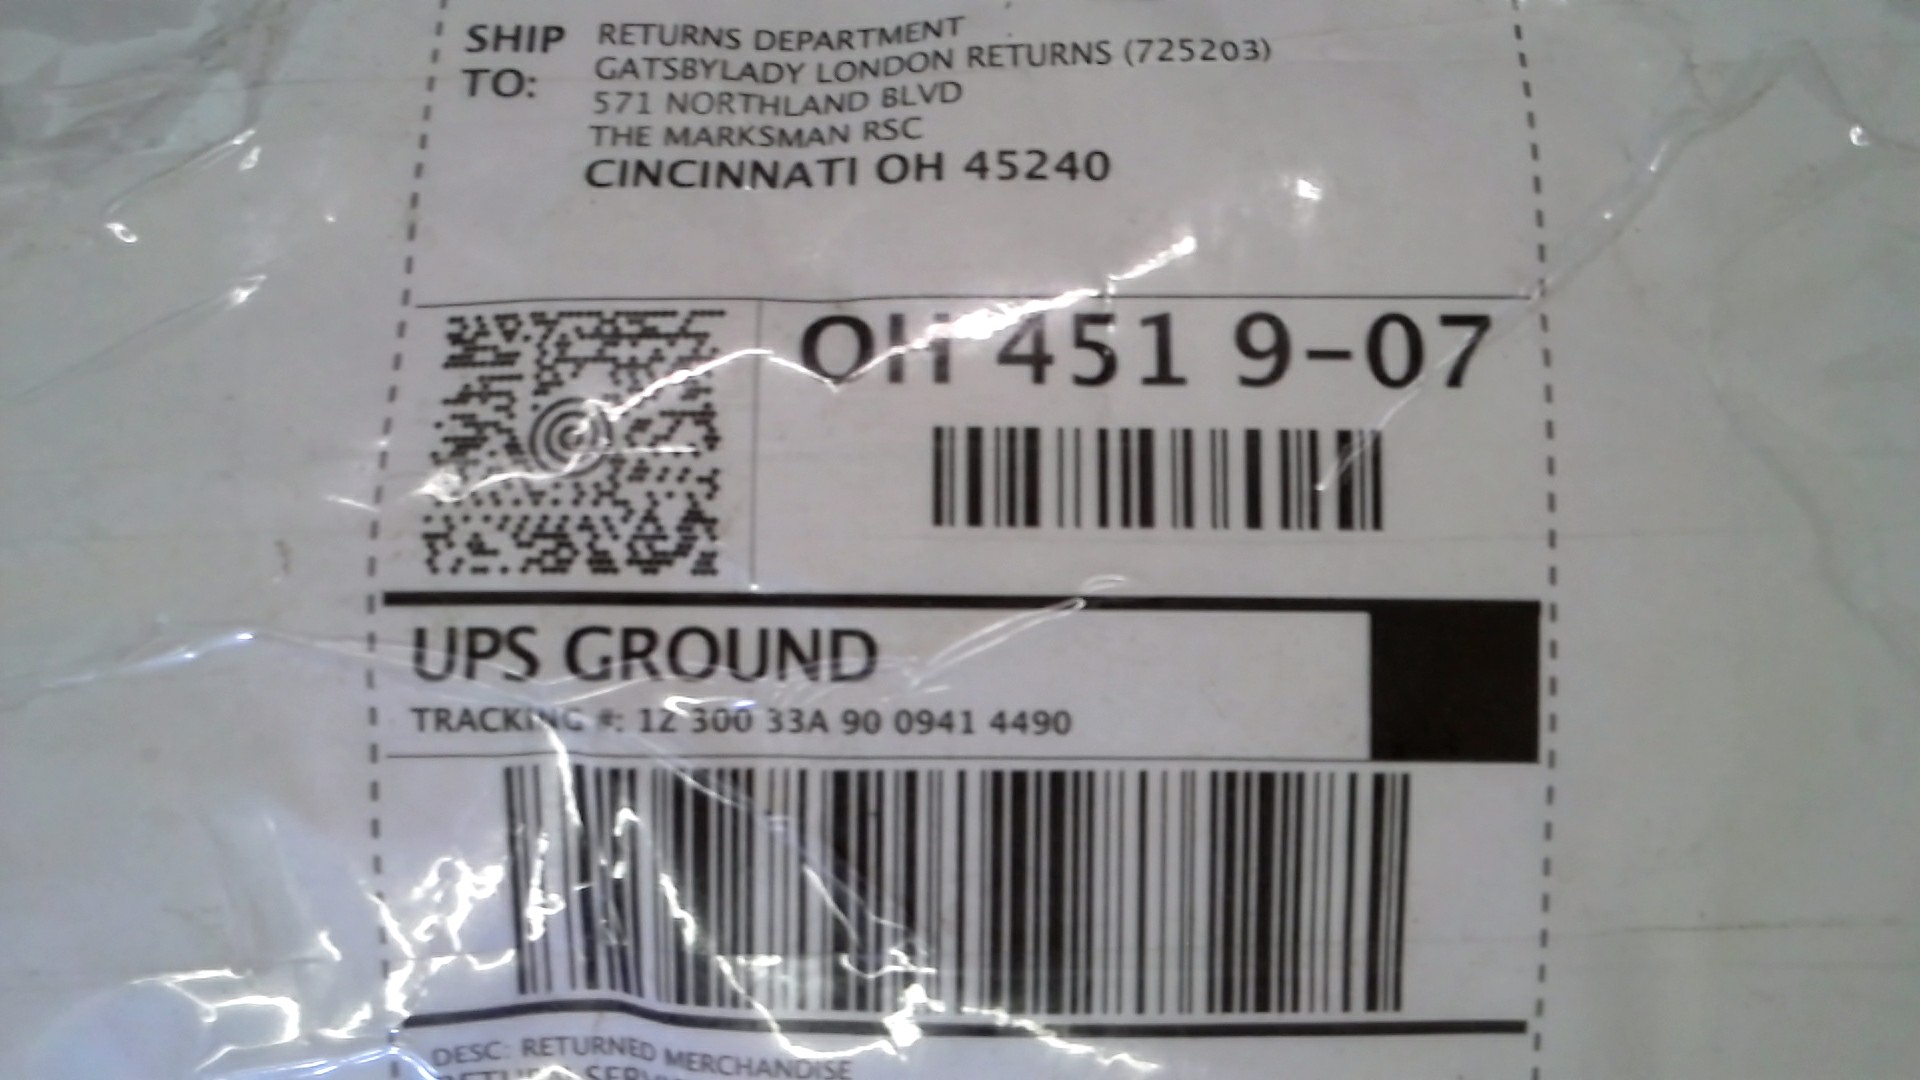 SHIP TO:
RETURNS DEPARTMENT
GATSBYLADY LONDON RETURNS (725203)
571 NORTHLAND BLVD
THE MARKSMAN RSC
CINCINNATI OH 45240
OH 451 9-07
UPS GROUND
TRACKING #: 1Z 300 33A 90 0941 4490
DESC: RETURNED MERCHANDISE